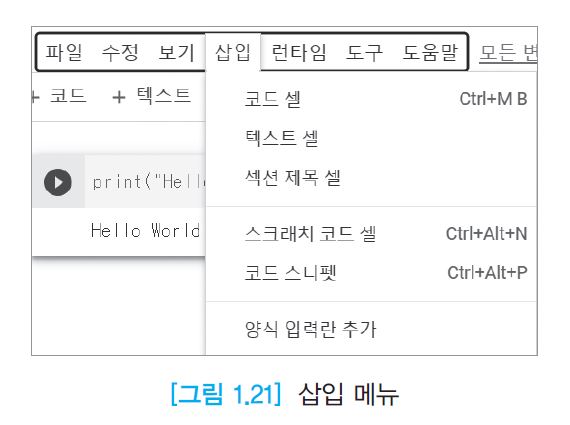 파일 수정 보기 삽입 런타임 도구 도움말 모든 변
+ 코드 + 텍스트
코드 셀 Ctrl+M B
텍스트 셀
섹션 제목 셀
print("Hell
Hello World
스크래치 코드 셀 Ctrl+Alt+N
코드 스니펫 Ctrl+Alt+P
양식 입력란 추가
[그림 1.21] 삽입 메뉴